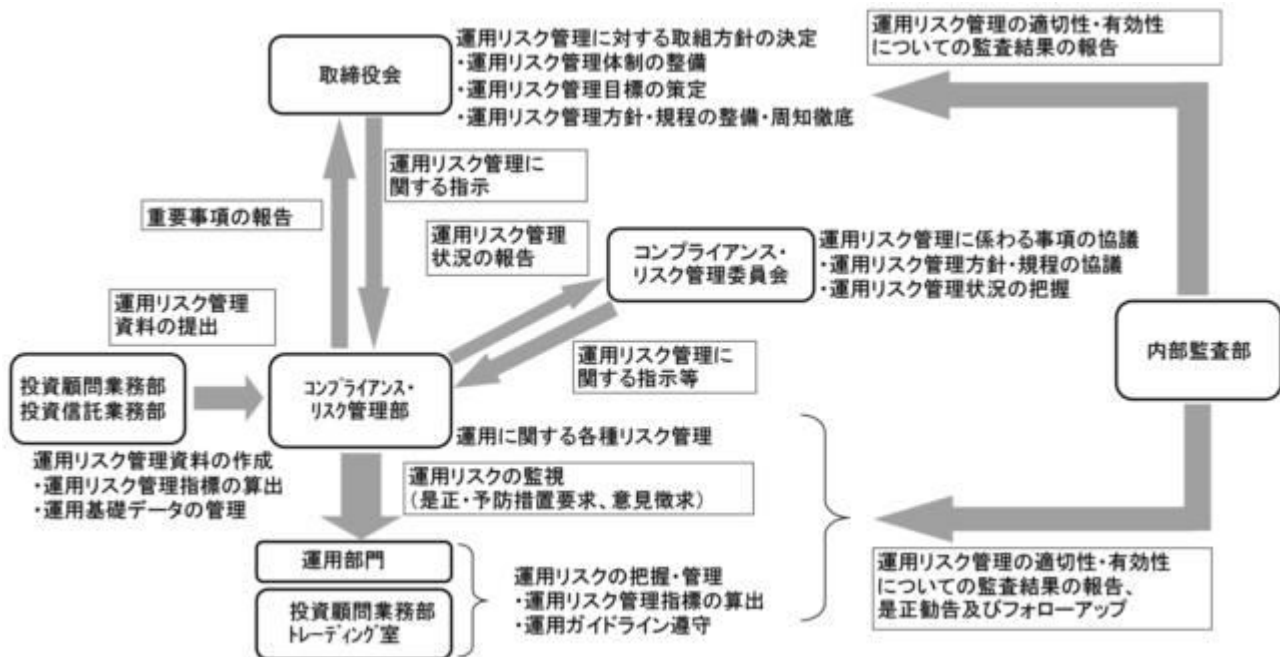 取締役会
運用リスク管理に対する取組方針の決定
・運用リスク管理体制の整備
・運用リスク管理目標の策定
・運用リスク管理方針・規程の整備・周知徹底
運用リスク管理の適切性・有効性
についての監査結果の報告
運用リスク管理に
関する指示
重要事項の報告
運用リスク管理
状況の報告
コンプライアンス・
リスク管理委員会
運用リスク管理に係わる事項の協議
・運用リスク管理方針・規程の協議
・運用リスク管理状況の把握
運用リスク管理
資料の提出
運用リスク管理に
関する指示等
内部監査部
投資顧問業務部
投資信託業務部
コンプライアンス・
リスク管理部
運用に関する各種リスク管理
運用リスク管理資料の作成
・運用リスク管理指標の算出
・運用基礎データの管理
運用リスクの監視
(是正・予防措置要求、意見徴求)
運用部門
投資顧問業務部
トレーディング室
運用リスクの把握・管理
・運用リスク管理指標の算出
・運用ガイドライン遵守
運用リスク管理の適切性・有効性
についての監査結果の報告、
是正勧告及びフォローアップ